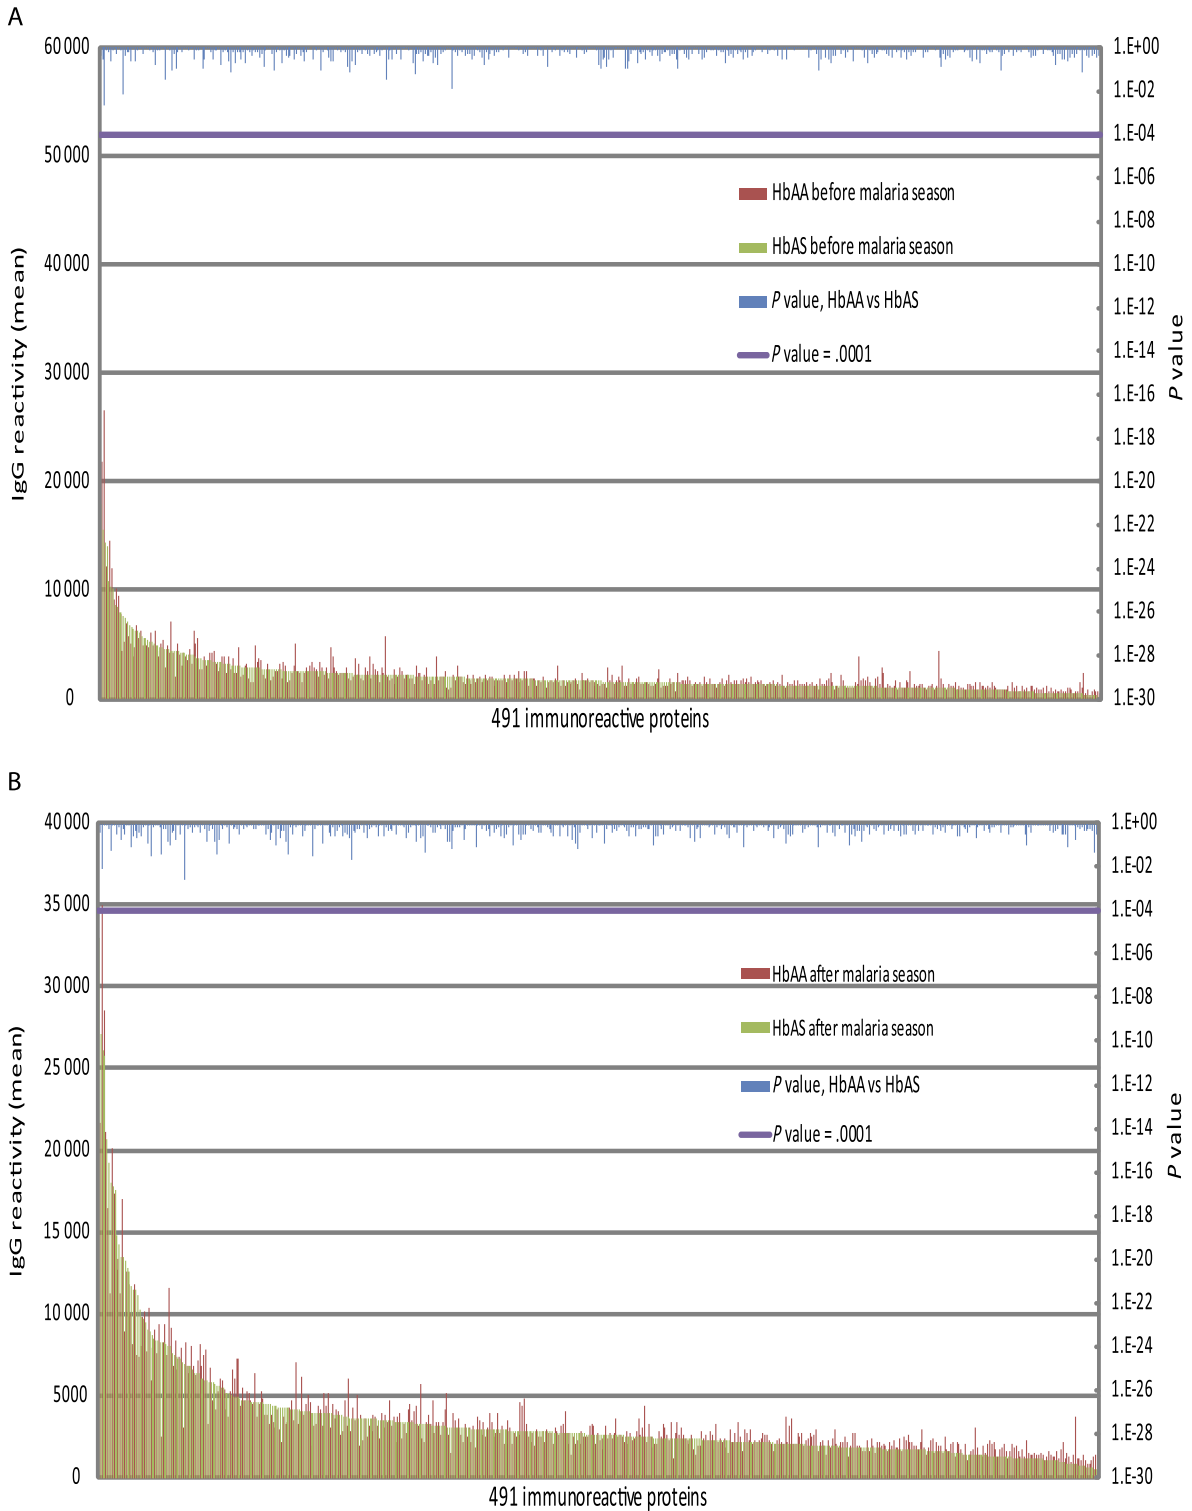 A
60 000
50 000
40 000
30 000
20 000
10 000
0
IgG reactivity (mean)
1.E+00
1.E-02
1.E-04
1.E-06
1.E-08
1.E-10
1.E-12
1.E-14
1.E-16
1.E-18
1.E-20
1.E-22
1.E-24
1.E-26
1.E-28
1.E-30
P value
HbAA before malaria season
HbAS before malaria season
P value, HbAA vs HbAS
P value = .0001
491 immunoreactive proteins
B
40 000
35 000
30 000
25 000
20 000
15 000
10 000
5000
0
IgG reactivity (mean)
1.E+00
1.E-02
1.E-04
1.E-06
1.E-08
1.E-10
1.E-12
1.E-14
1.E-16
1.E-18
1.E-20
1.E-22
1.E-24
1.E-26
1.E-28
1.E-30
P value
HbAA after malaria season
HbAS after malaria season
P value, HbAA vs HbAS
P value = .0001
491 immunoreactive proteins